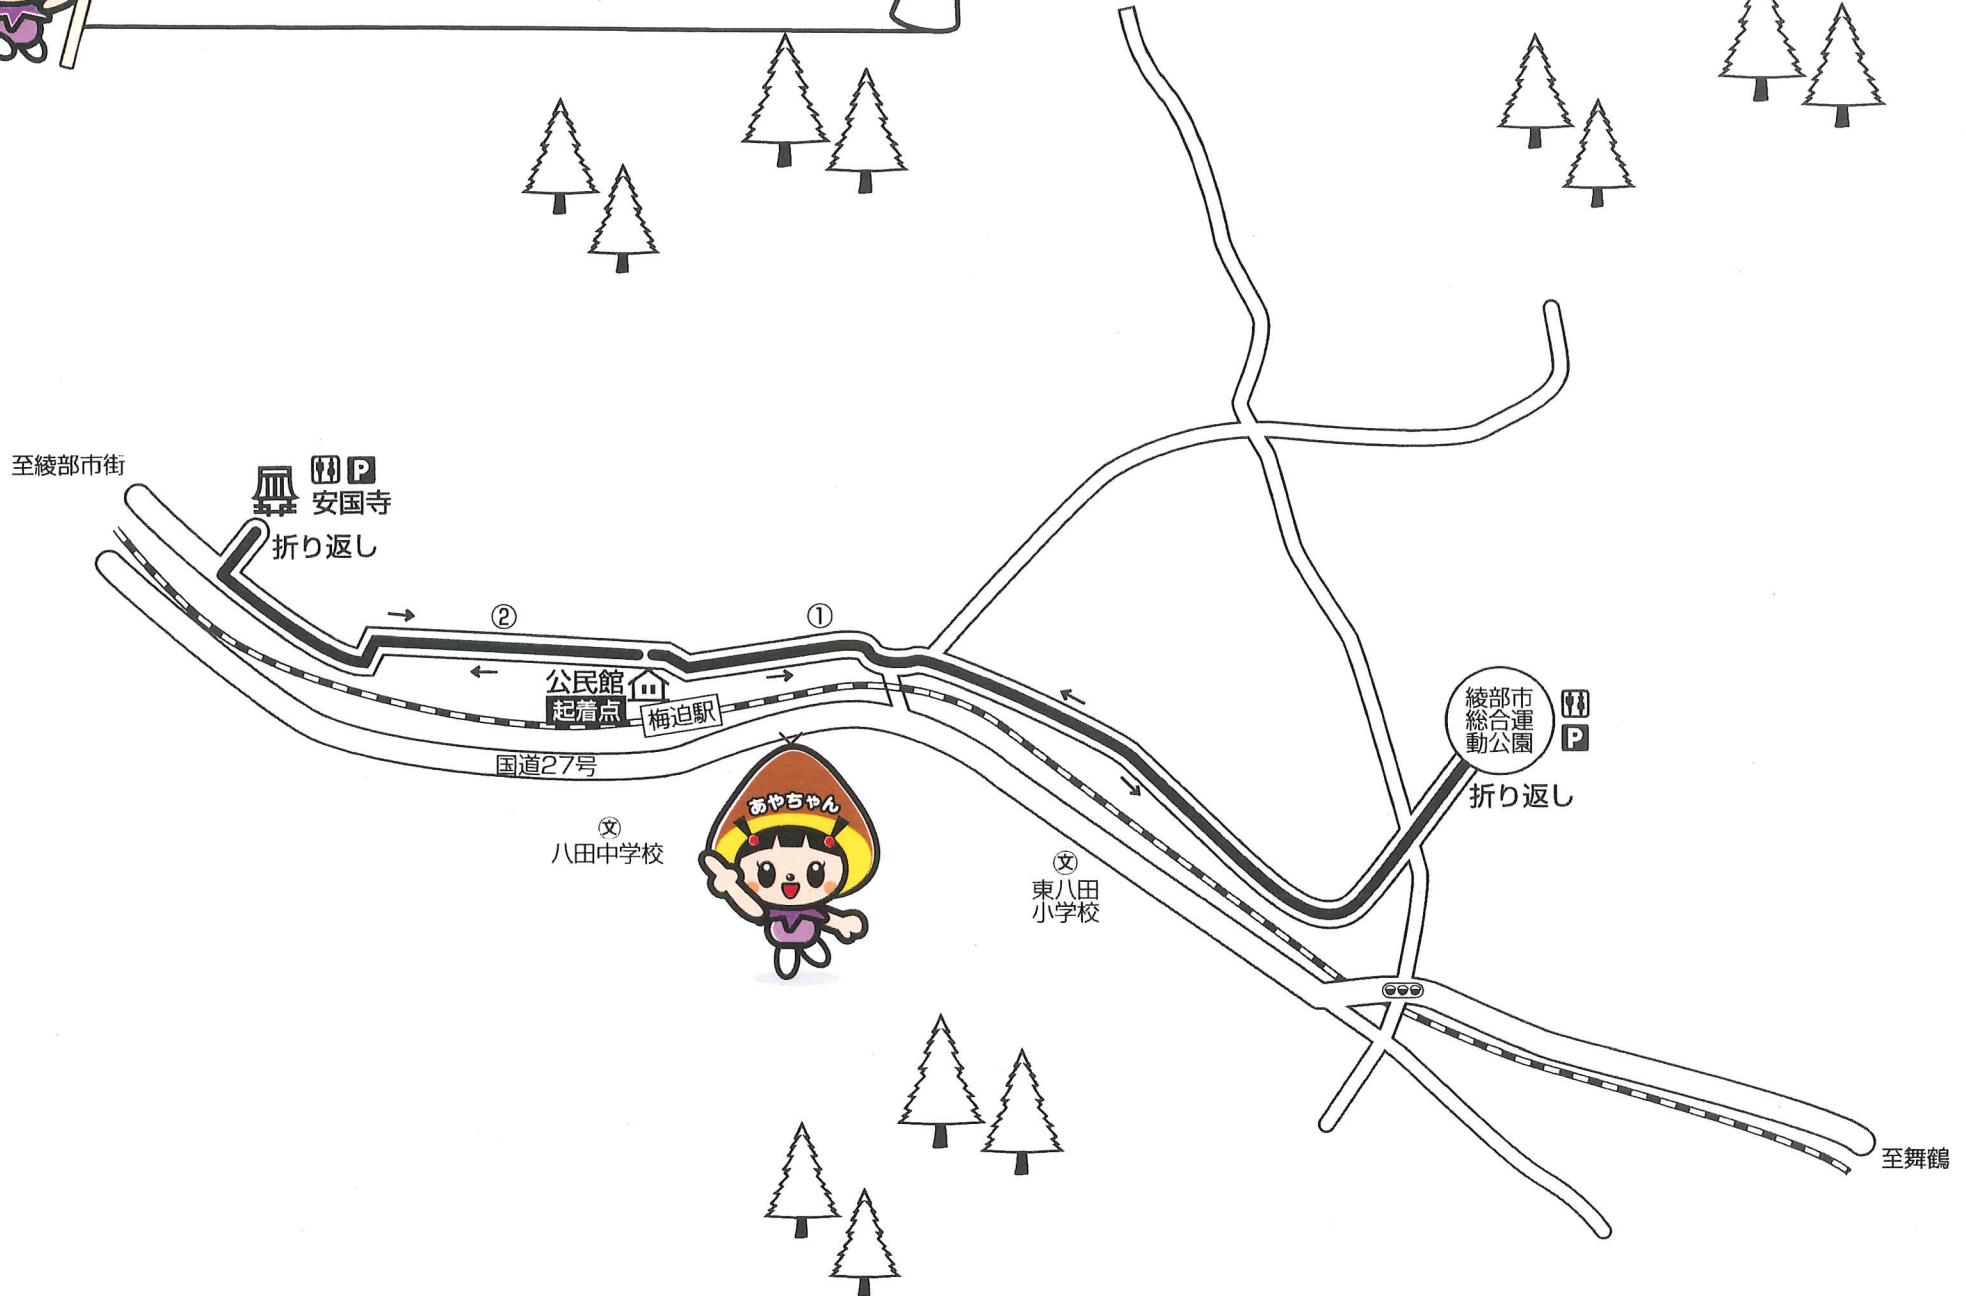 至綾部市街
P
安国寺
折り返し
②
①
公民館
起着点
梅迫駅
国道27号
あやちゃん
文
八田中学校
文
東八田
小学校
綾部市
総合運
動公園
P
折り返し
至舞鶴